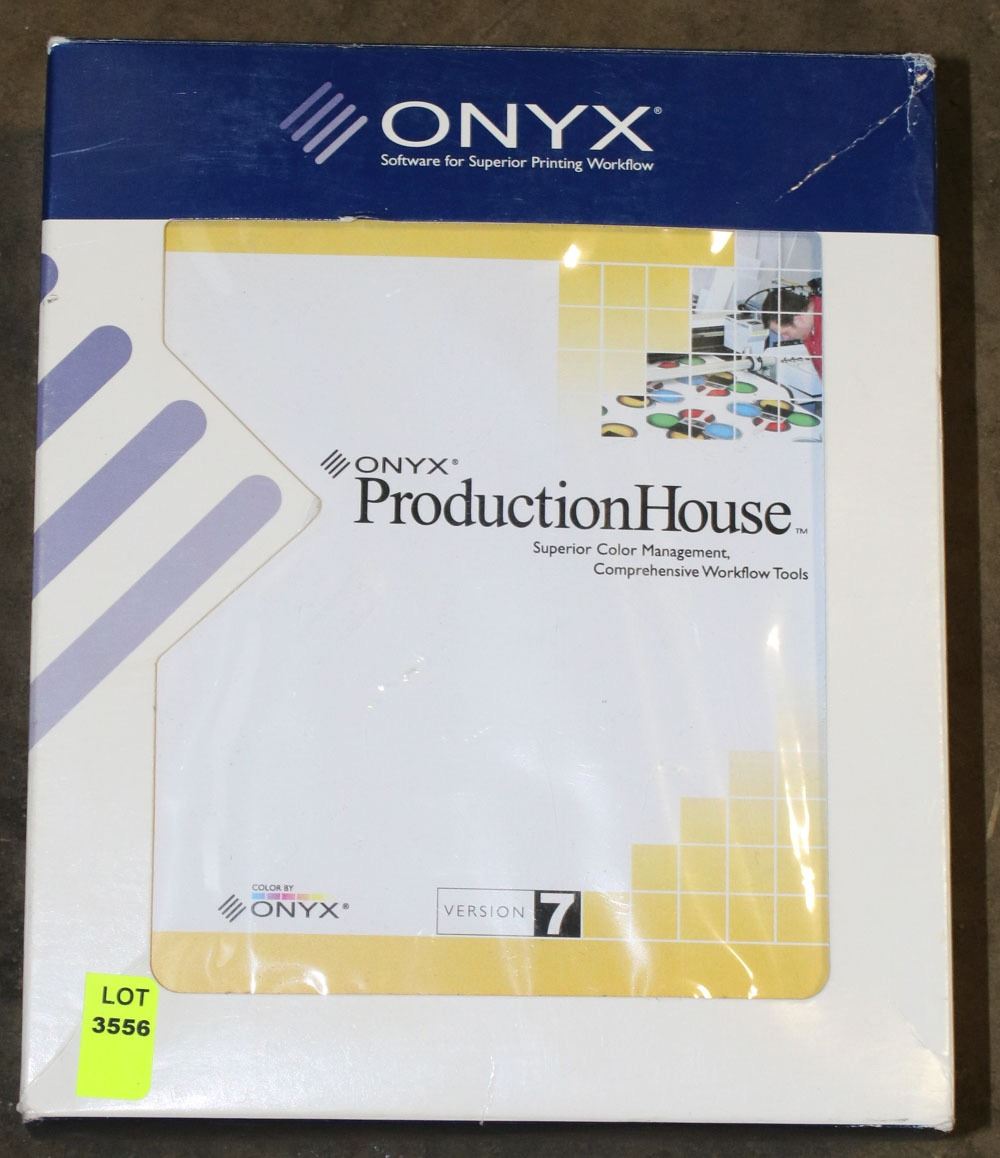 ONYX®
Software for Superior Printing Workflow
ONYX®
ProductionHouse™
Superior Color Management,
Comprehensive Workflow Tools
COLOR BY
ONYX®
VERSION 7
LOT
3556